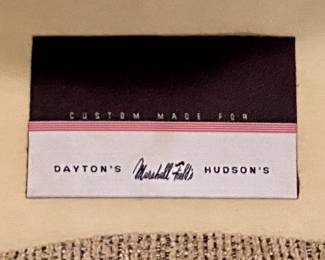 CUSTOM MADE FOR
DAYTON'S Marshall Field's HUDSON'S